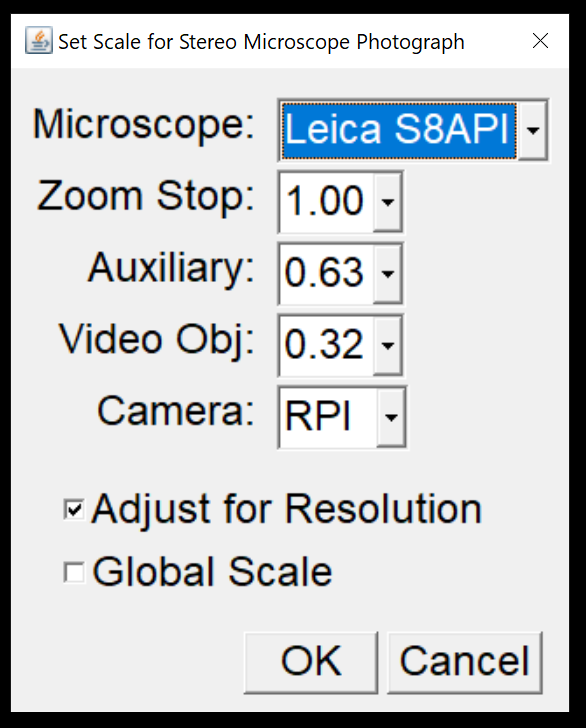 Set Scale for Stereo Microscope Photograph
Microscope: Leica S8API
Zoom Stop: 1.00
Auxiliary: 0.63
Video Obj: 0.32
Camera: RPI
Adjust for Resolution
Global Scale
OK Cancel